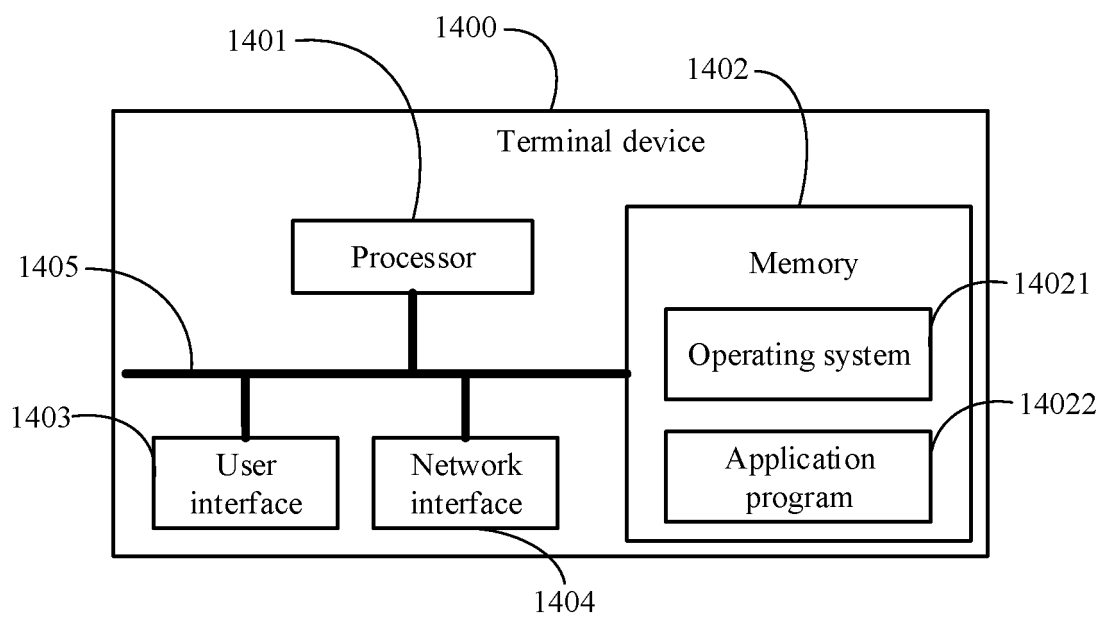 1400
1401
1402
Terminal device
Processor
1405
Memory
14021
Operating system
14022
1403
User
interface
Network
interface
Application
program
1404